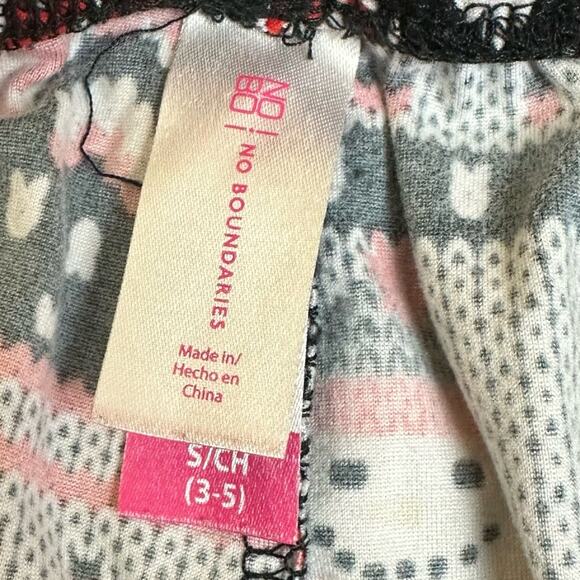 NO!
BO
NO BOUNDARIES
Made in/
Hecho en
China
S/CH
(3-5)